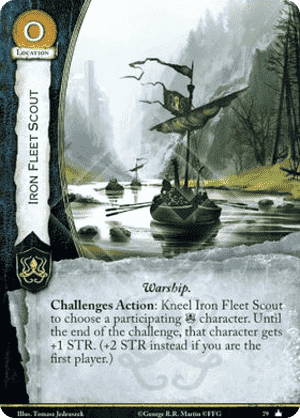 0
LOCATION
IRON FLEET SCOUT
Warship.
Challenges Action: Kneel Iron Fleet Scout
to choose a participating character. Until
the end of the challenge, that character gets
+1 STR. (+2 STR instead if you are the
first player.)
Illus. Tomasz Jedruszek ©George R.R. Martin ©FFG 79